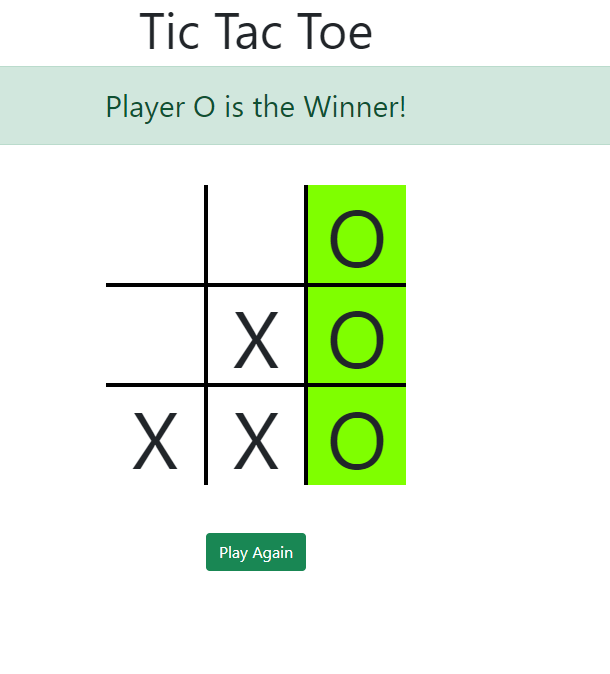 Tic Tac Toe
Player O is the Winner!
O
X O
X X O
Play Again